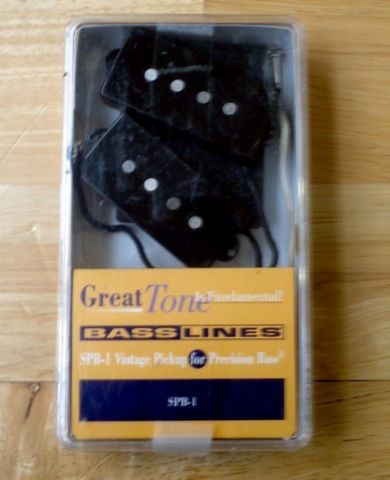 Great Tone Is Fundamental!
BASSLINES
SPB-1 Vintage Pickup for Precision Bass®
SPB-1